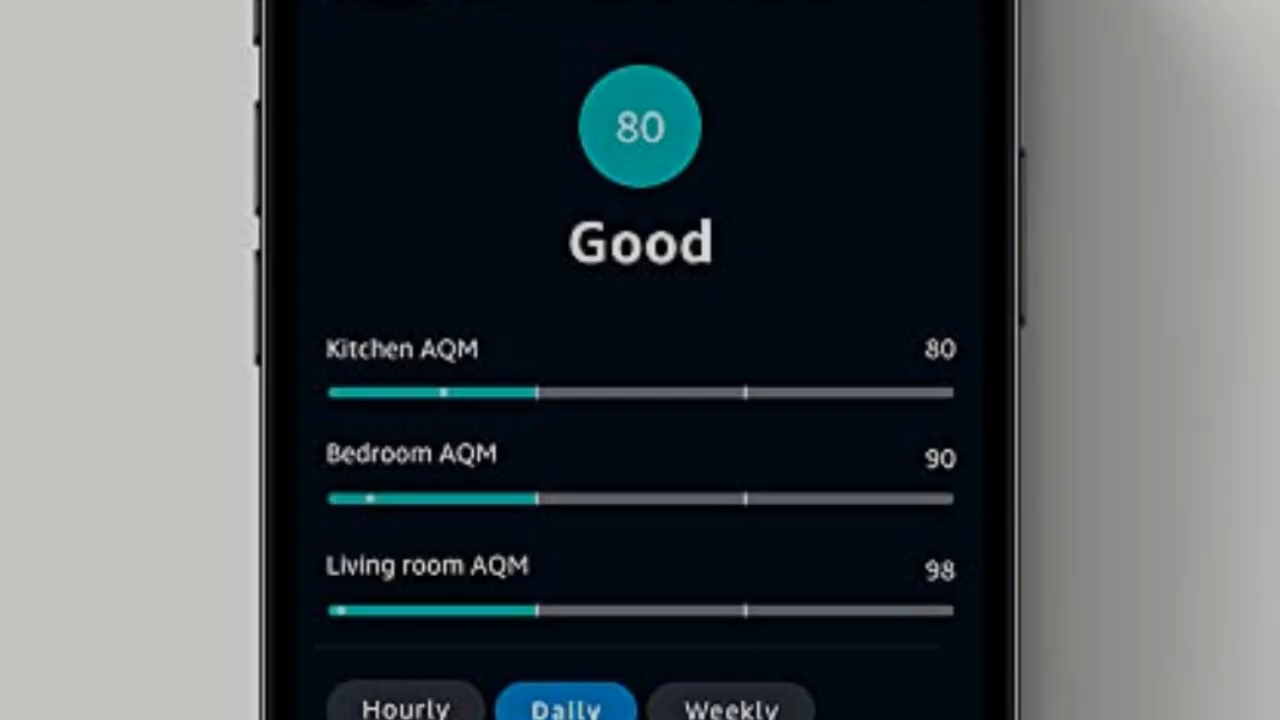 80
Good
Kitchen AQM 80
Bedroom AQM 90
Living room AQM 98
Hourly Daily Weekly